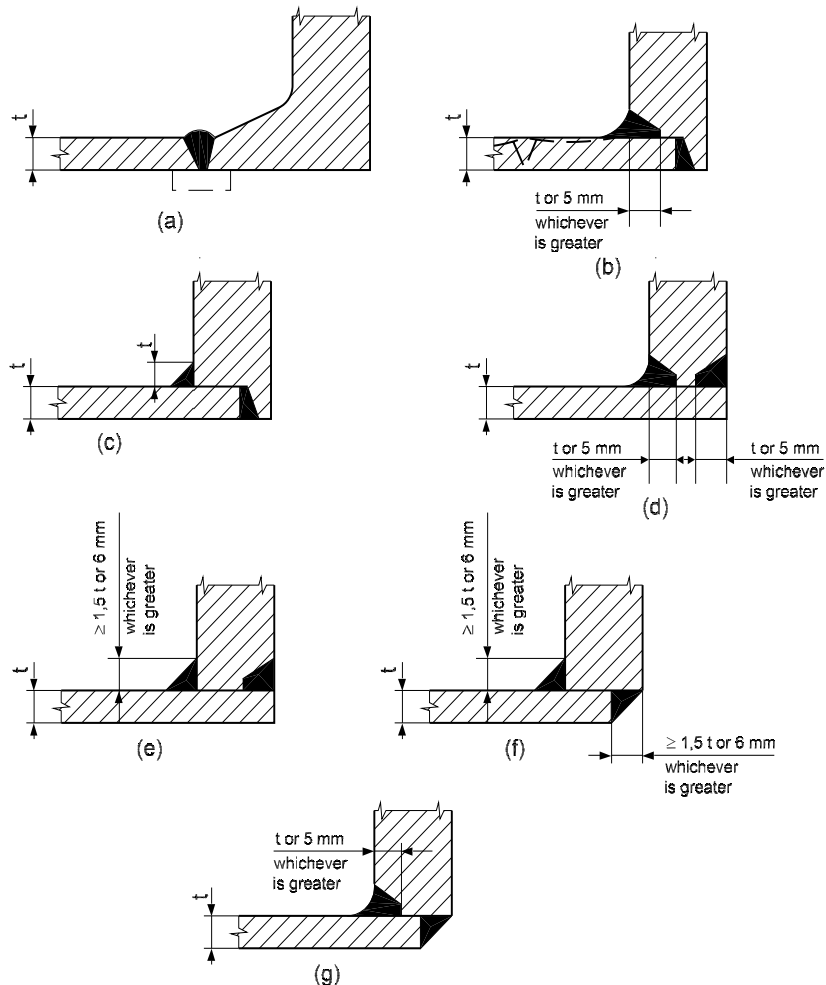 t
(a)
t
t or 5 mm
whichever
is greater
(b)
t
t
(c)
t
t or 5 mm
whichever
is greater
t or 5 mm
whichever
is greater
(d)
≥ 1,5 t or 6 mm
whichever
is greater
t
(e)
≥ 1,5 t or 6 mm
whichever
is greater
t
(f)
≥ 1,5 t or 6 mm
whichever
is greater
t or 5 mm
whichever
is greater
t
(g)